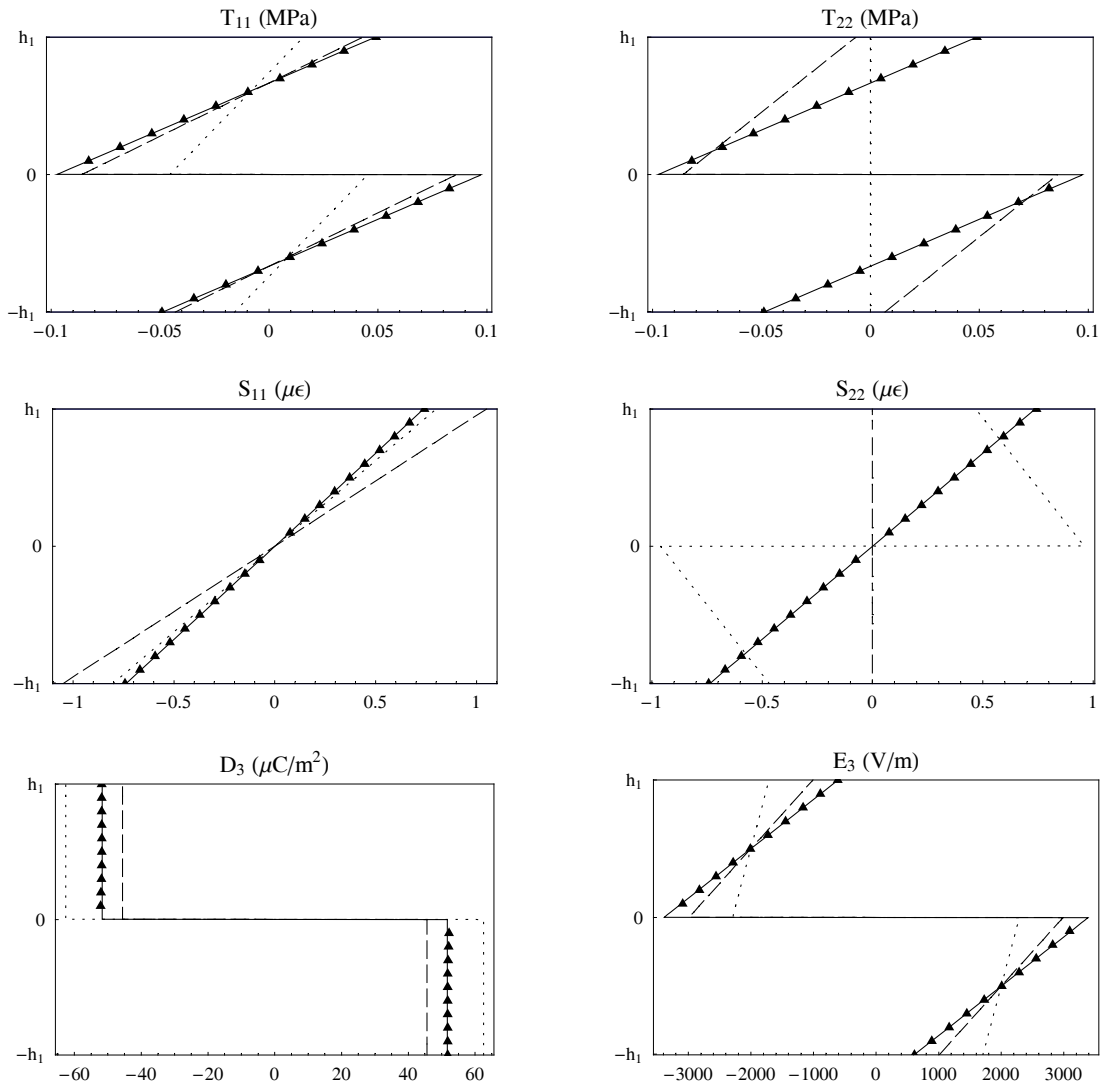 T₁₁ (MPa)
h₁
0
−h₁
−0.1 −0.05 0 0.05 0.1
T₂₂ (MPa)
h₁
0
−h₁
−0.1 −0.05 0 0.05 0.1
S₁₁ (με)
h₁
0
−h₁
−1 −0.5 0 0.5 1
S₂₂ (με)
h₁
0
−h₁
−1 −0.5 0 0.5 1
D₃ (μC/m²)
h₁
0
−h₁
−60 −40 −20 0 20 40 60
E₃ (V/m)
h₁
0
−h₁
−3000 −2000 −1000 0 1000 2000 3000